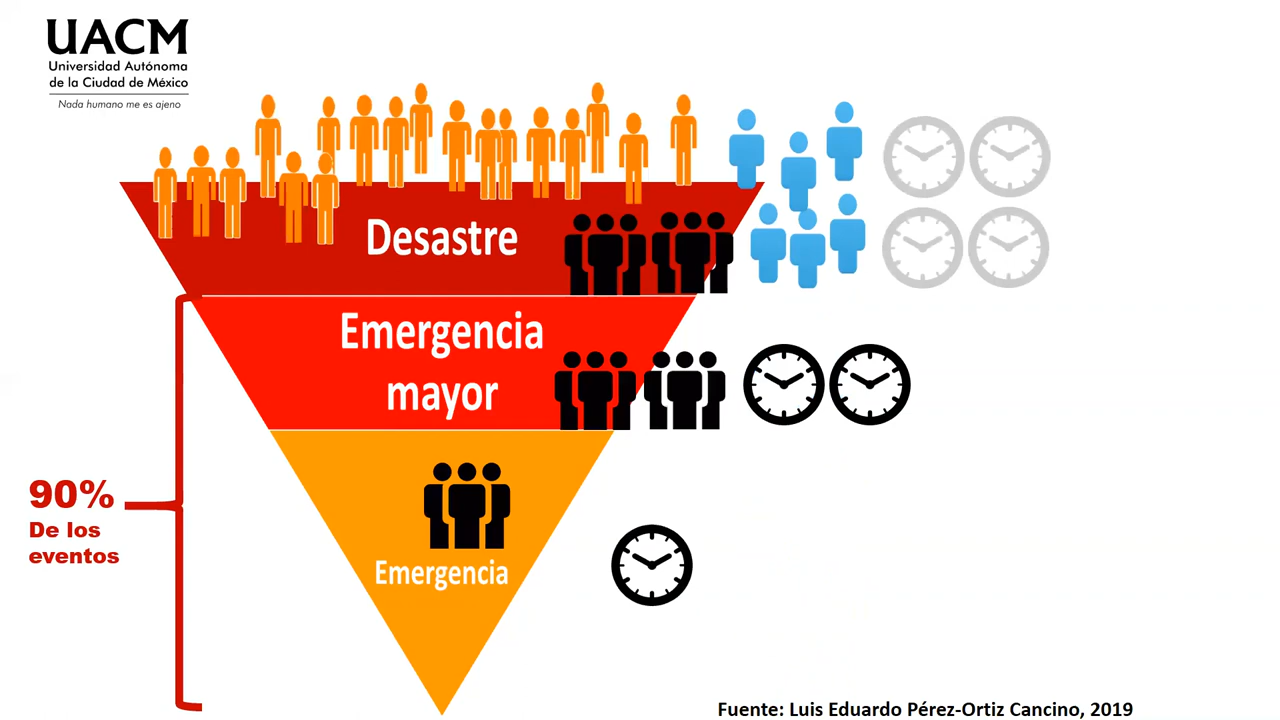 UACM
Universidad Autónoma
de la Ciudad de México
Nada humano me es ajeno
Desastre
Emergencia
mayor
90%
De los
eventos
Emergencia
Fuente: Luis Eduardo Pérez-Ortiz Cancino, 2019